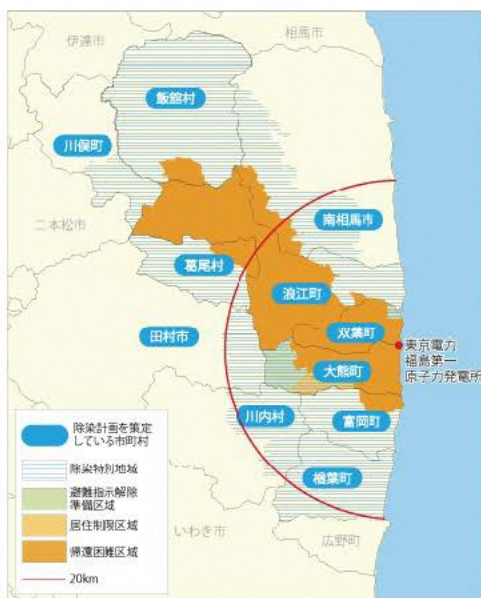 伊達市
相馬市
飯舘村
川俣町
二本松市
南相馬市
葛尾村
浪江町
田村市
双葉町
東京電力
福島第一
原子力発電所
大熊町
川内村
富岡町
楢葉町
いわき市
広野町
除染計画を策定
している市町村
除染特別地域
避難指示解除
準備区域
居住制限区域
帰還困難区域
20km